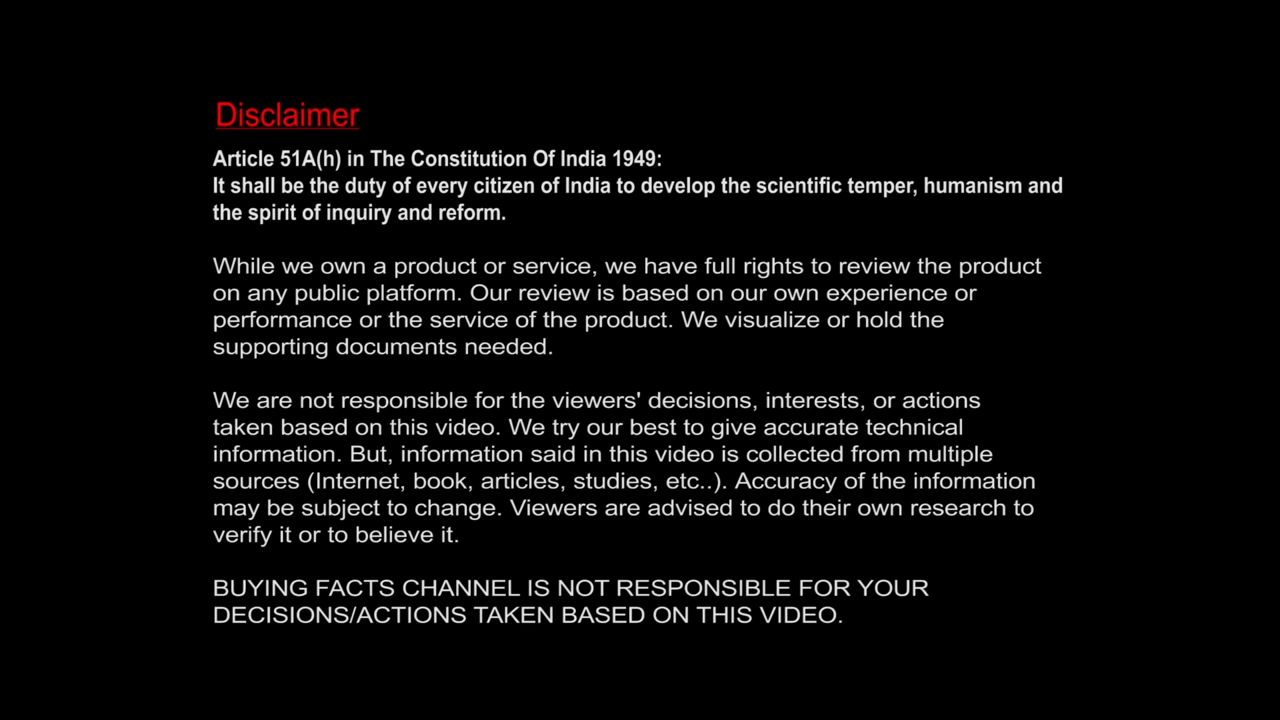 Disclaimer
Article 51A(h) in The Constitution Of India 1949:
It shall be the duty of every citizen of India to develop the scientific temper, humanism and
the spirit of inquiry and reform.
While we own a product or service, we have full rights to review the product
on any public platform. Our review is based on our own experience or
performance or the service of the product. We visualize or hold the
supporting documents needed.
We are not responsible for the viewers' decisions, interests, or actions
taken based on this video. We try our best to give accurate technical
information. But, information said in this video is collected from multiple
sources (Internet, book, articles, studies, etc..). Accuracy of the information
may be subject to change. Viewers are advised to do their own research to
verify it or to believe it.
BUYING FACTS CHANNEL IS NOT RESPONSIBLE FOR YOUR
DECISIONS/ACTIONS TAKEN BASED ON THIS VIDEO.